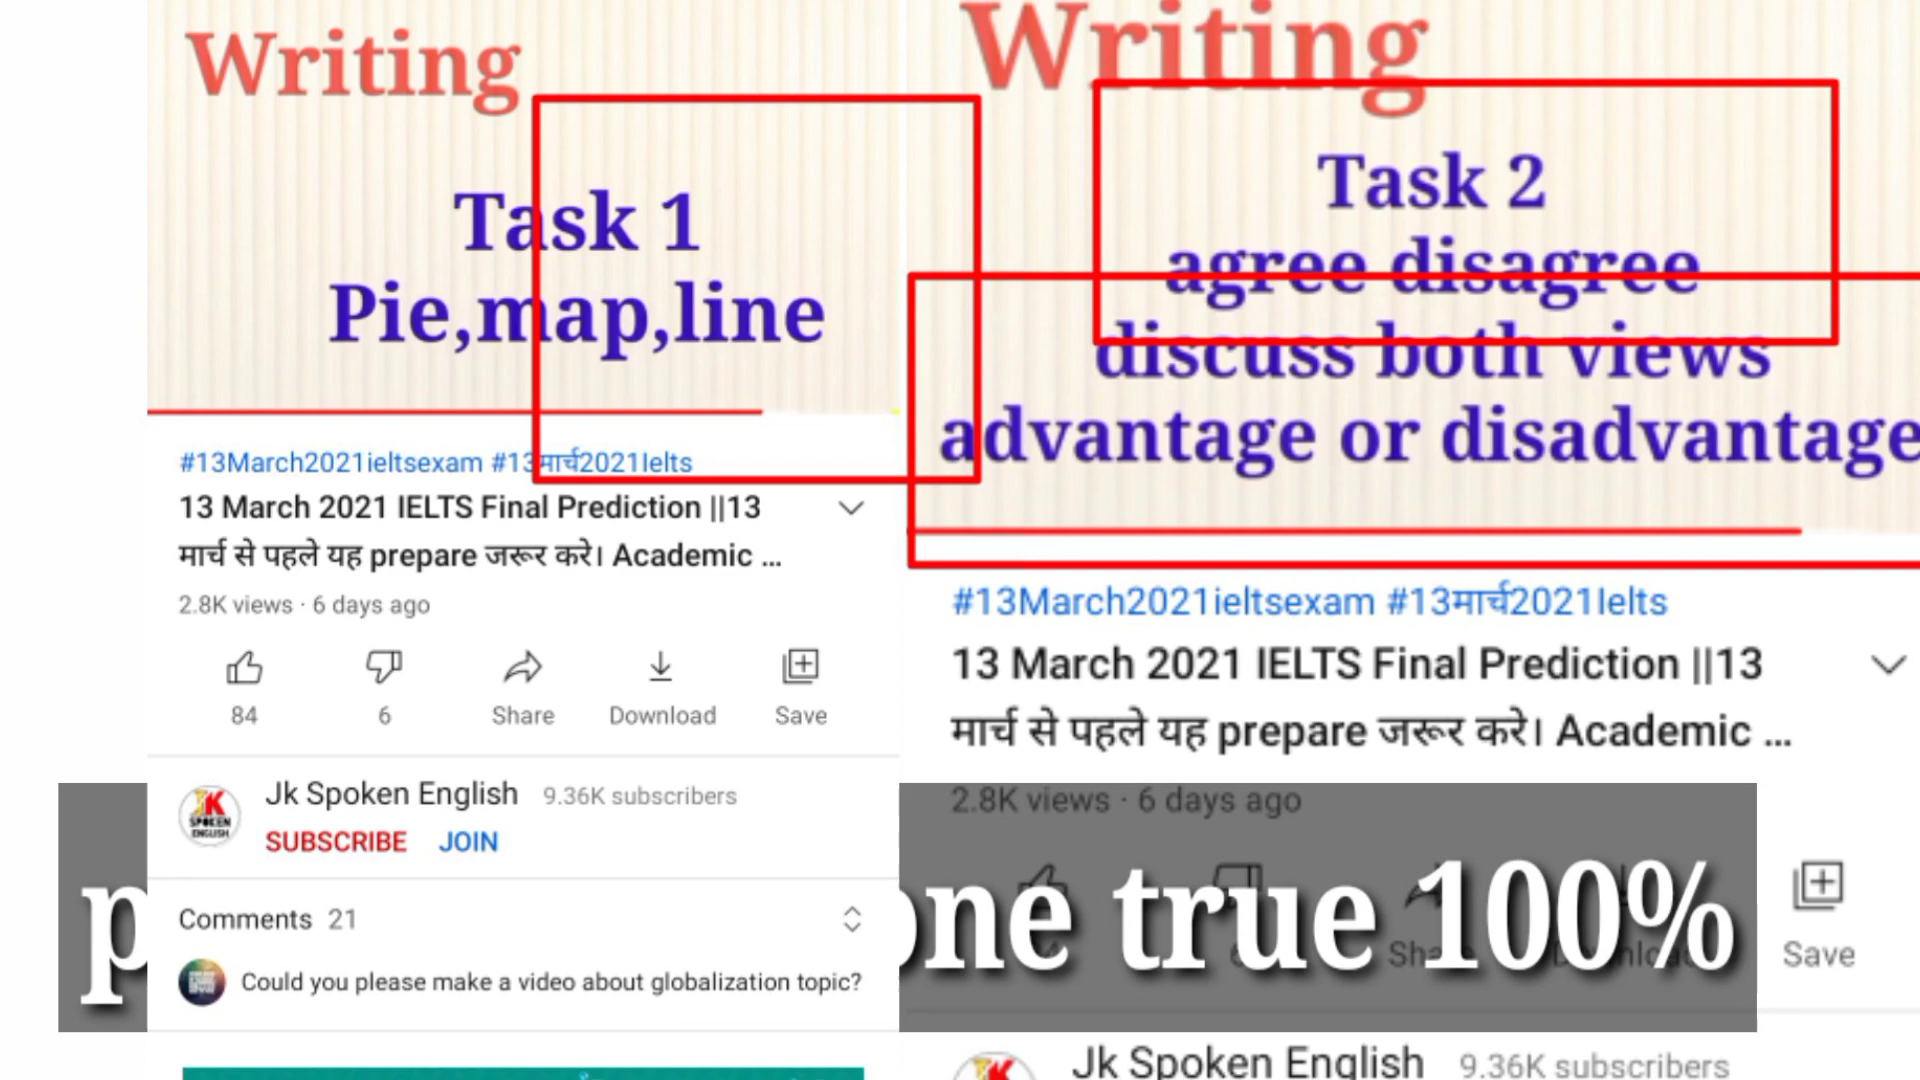 Writing
Task 1
Pie,map,line
#13March2021ieltsexam #13मार्च2021Ielts
13 March 2021 IELTS Final Prediction ||13
मार्च से पहले यह prepare जरूर करे। Academic ...
2.8K views · 6 days ago
84
6
Share
Download
Save
Jk Spoken English 9.36K subscribers
SUBSCRIBE JOIN
Comments 21
Could you please make a video about globalization topic?
Writing
Task 2
agree disagree
discuss both views
advantage or disadvantage
#13March2021ieltsexam #13मार्च2021Ielts
13 March 2021 IELTS Final Prediction ||13
मार्च से पहले यह prepare जरूर करे। Academic ...
2.8K views · 6 days ago
Save
Jk Spoken English 9.36K subscribers
true 100%